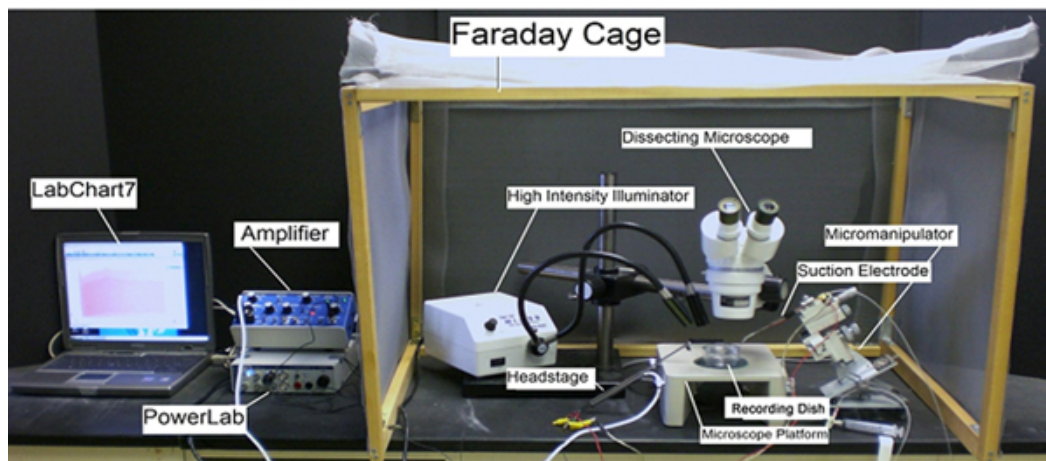 Faraday Cage
Dissecting Microscope
LabChart7
High Intensity Illuminator
Amplifier
Micromanipulator
Suction Electrode
Headstage
Recording Dish
PowerLab
Microscope Platform